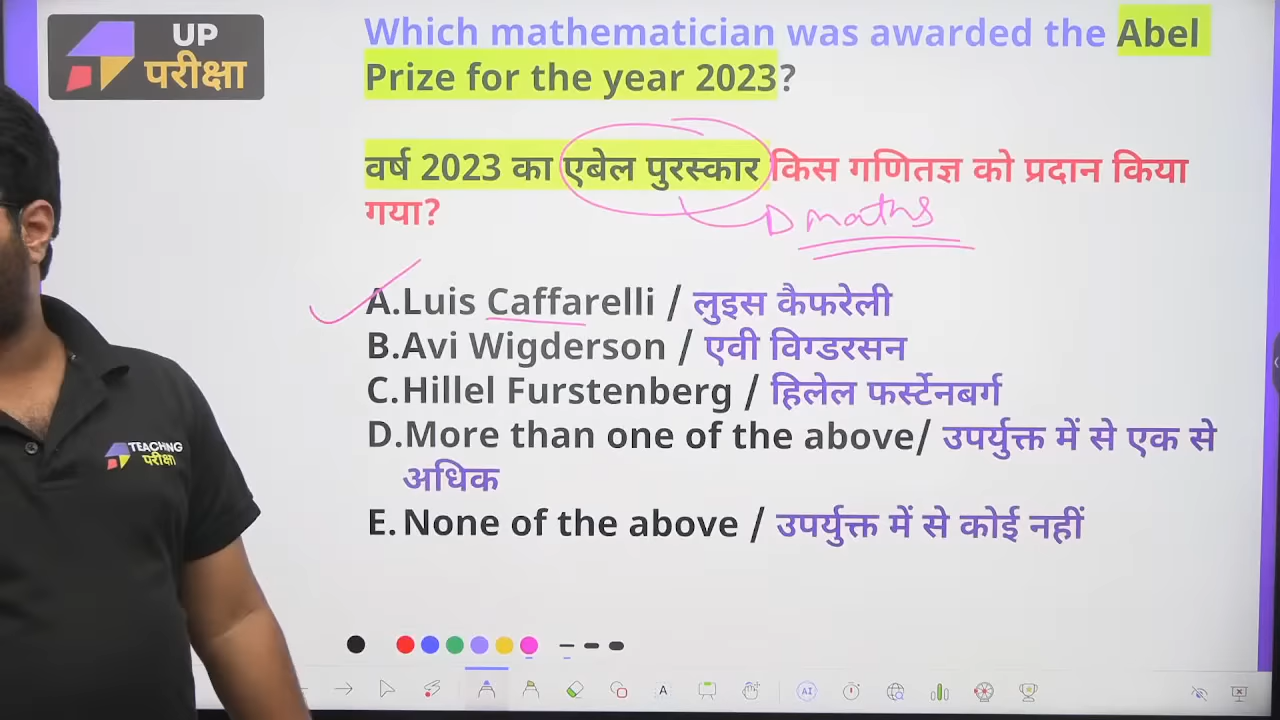 UP
परीक्षा
Which mathematician was awarded the Abel
Prize for the year 2023?
वर्ष 2023 का एबेल पुरस्कार किस गणितज्ञ को प्रदान किया
गया?
maths
A.Luis Caffarelli / लुइस कैफरेली
B.Avi Wigderson / एवी विग्डरसन
C.Hillel Furstenberg / हिलेल फर्स्टेनबर्ग
D.More than one of the above/ उपर्युक्त में से एक से
अधिक
E. None of the above / उपर्युक्त में से कोई नहीं
TEACHING
परीक्षा
A
AI